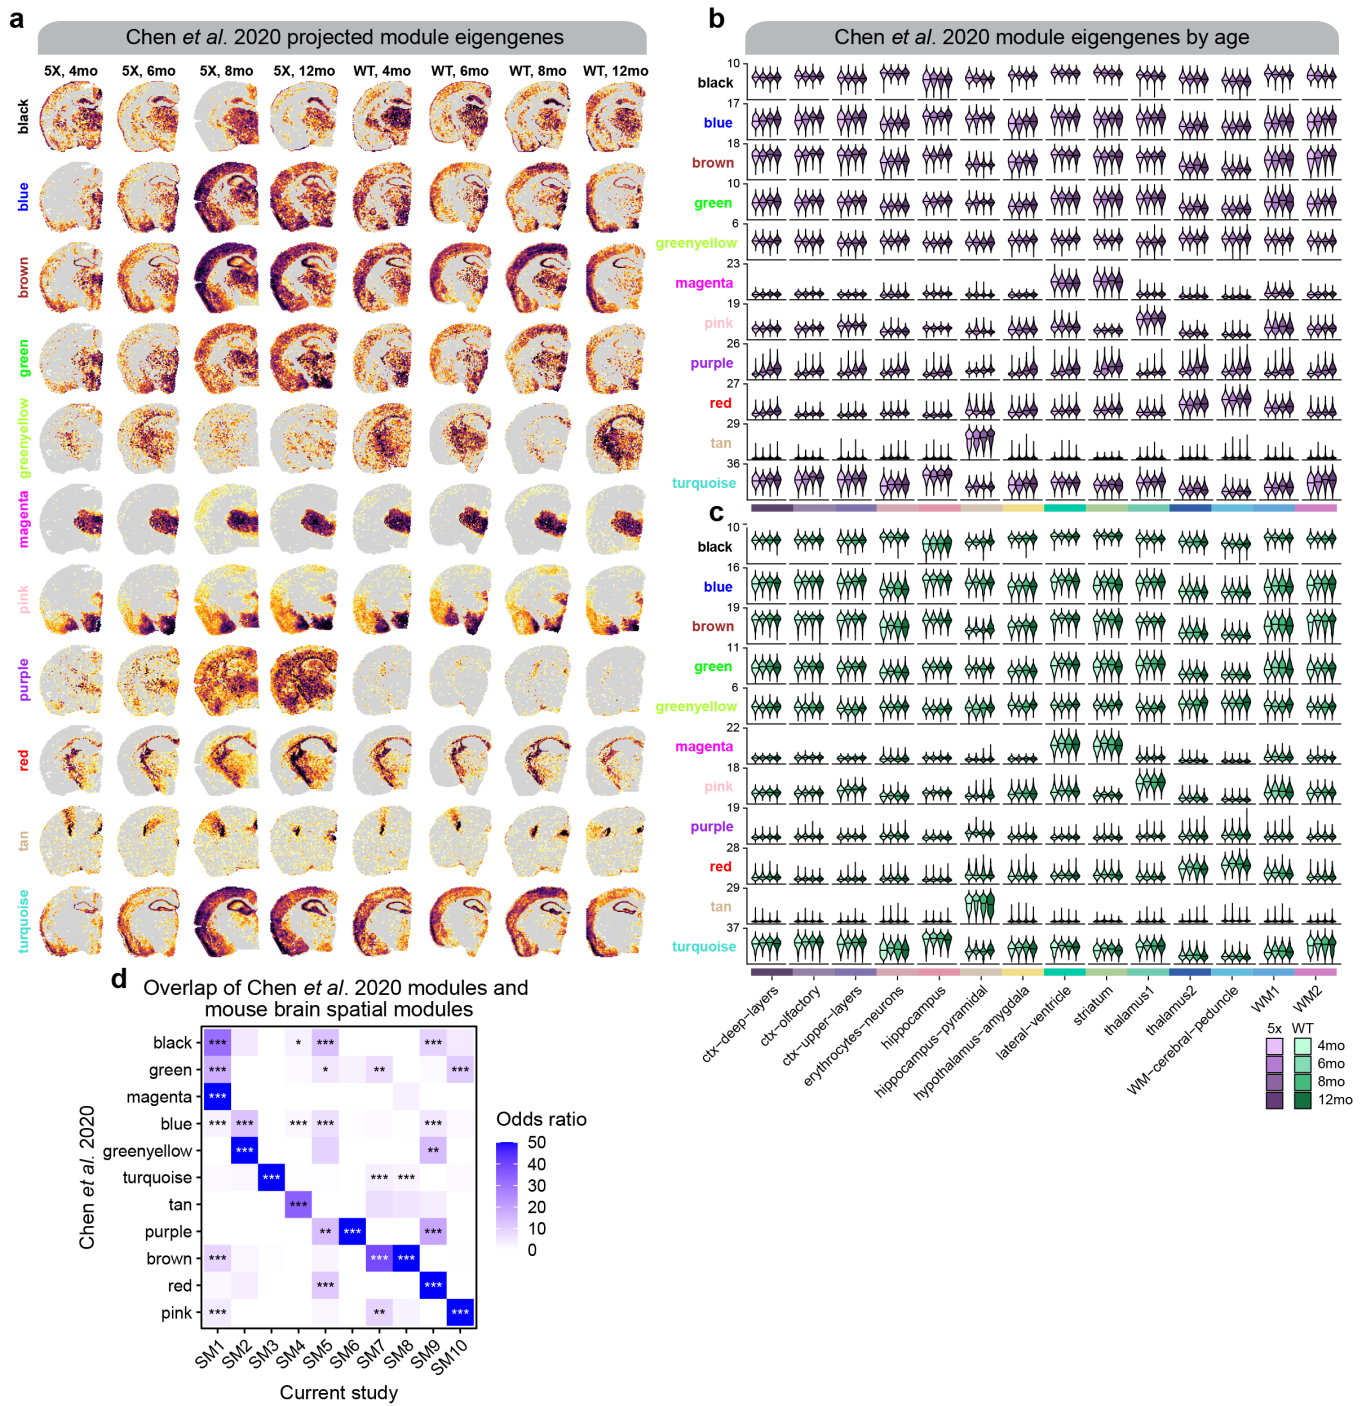 a
Chen et al. 2020 projected module eigengenes
5X, 4mo 5X, 6mo 5X, 8mo 5X, 12mo WT, 4mo WT, 6mo WT, 8mo WT, 12mo
black
blue
brown
green
greenyellow
magenta
pink
purple
red
tan
turquoise
b
Chen et al. 2020 module eigengenes by age
10
black
17
blue
18
brown
10
green
6
greenyellow
23
magenta
19
pink
26
purple
27
red
29
tan
36
turquoise
c
10
black
16
blue
19
brown
11
green
6
greenyellow
22
magenta
18
pink
19
purple
28
red
29
tan
37
turquoise
ctx-deep-layers
ctx-olfactory
ctx-upper-layers
erythrocytes-neurons
hippocampus
hippocampus-pyramidal
hypothalamus-amygdala
lateral-ventricle
striatum
thalamus1
thalamus2
WM-cerebral-peduncle
WM1
WM2
5x WT
4mo
6mo
8mo
12mo
d
Overlap of Chen et al. 2020 modules and
mouse brain spatial modules
Chen et al. 2020
black *** * *** ***
green *** * ** ***
magenta ***
blue *** *** *** *** ***
greenyellow *** **
turquoise *** *** ***
tan ***
purple ** *** ***
brown *** *** ***
red *** ***
pink *** ** ***
SM1 SM2 SM3 SM4 SM5 SM6 SM7 SM8 SM9 SM10
Current study
Odds ratio
50
40
30
20
10
0